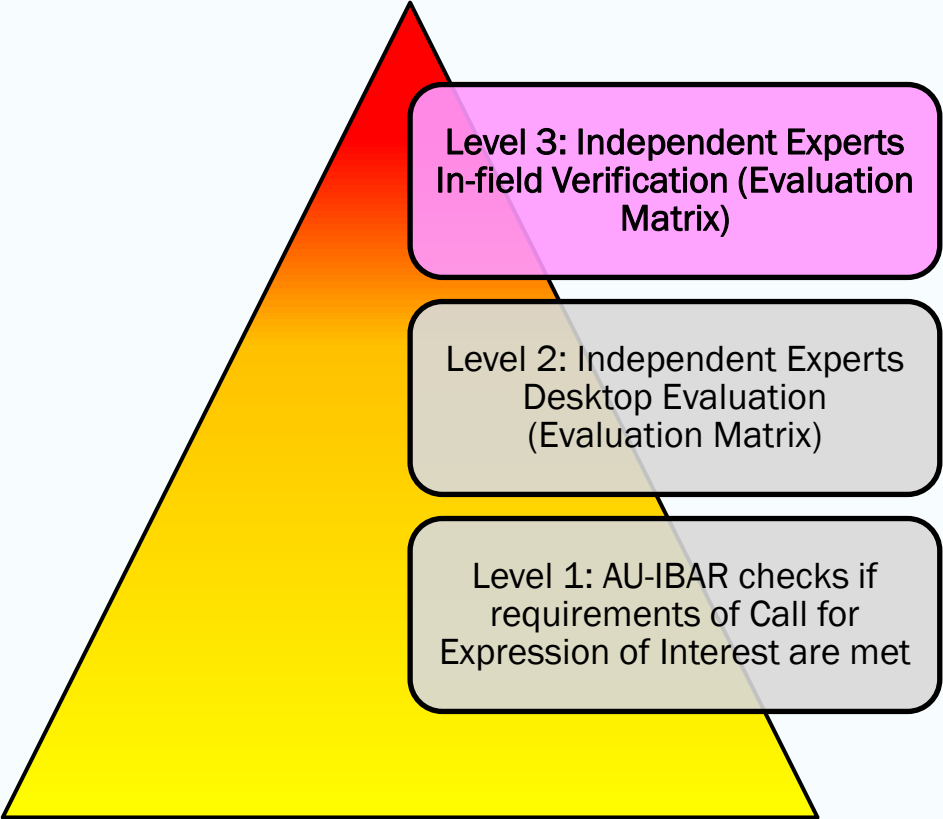 Level 3: Independent Experts
In-field Verification (Evaluation
Matrix)
Level 2: Independent Experts
Desktop Evaluation
(Evaluation Matrix)
Level 1: AU-IBAR checks if
requirements of Call for
Expression of Interest are met